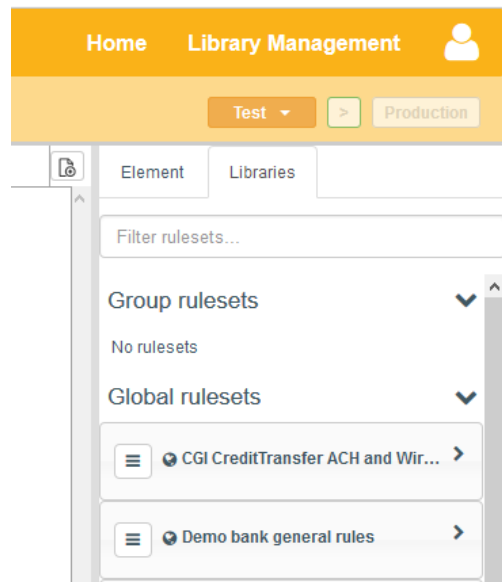 Home Library Management
Test > Production
Element Libraries
Filter rulesets...
Group rulesets
No rulesets
Global rulesets
CGI CreditTransfer ACH and Wir...
Demo bank general rules